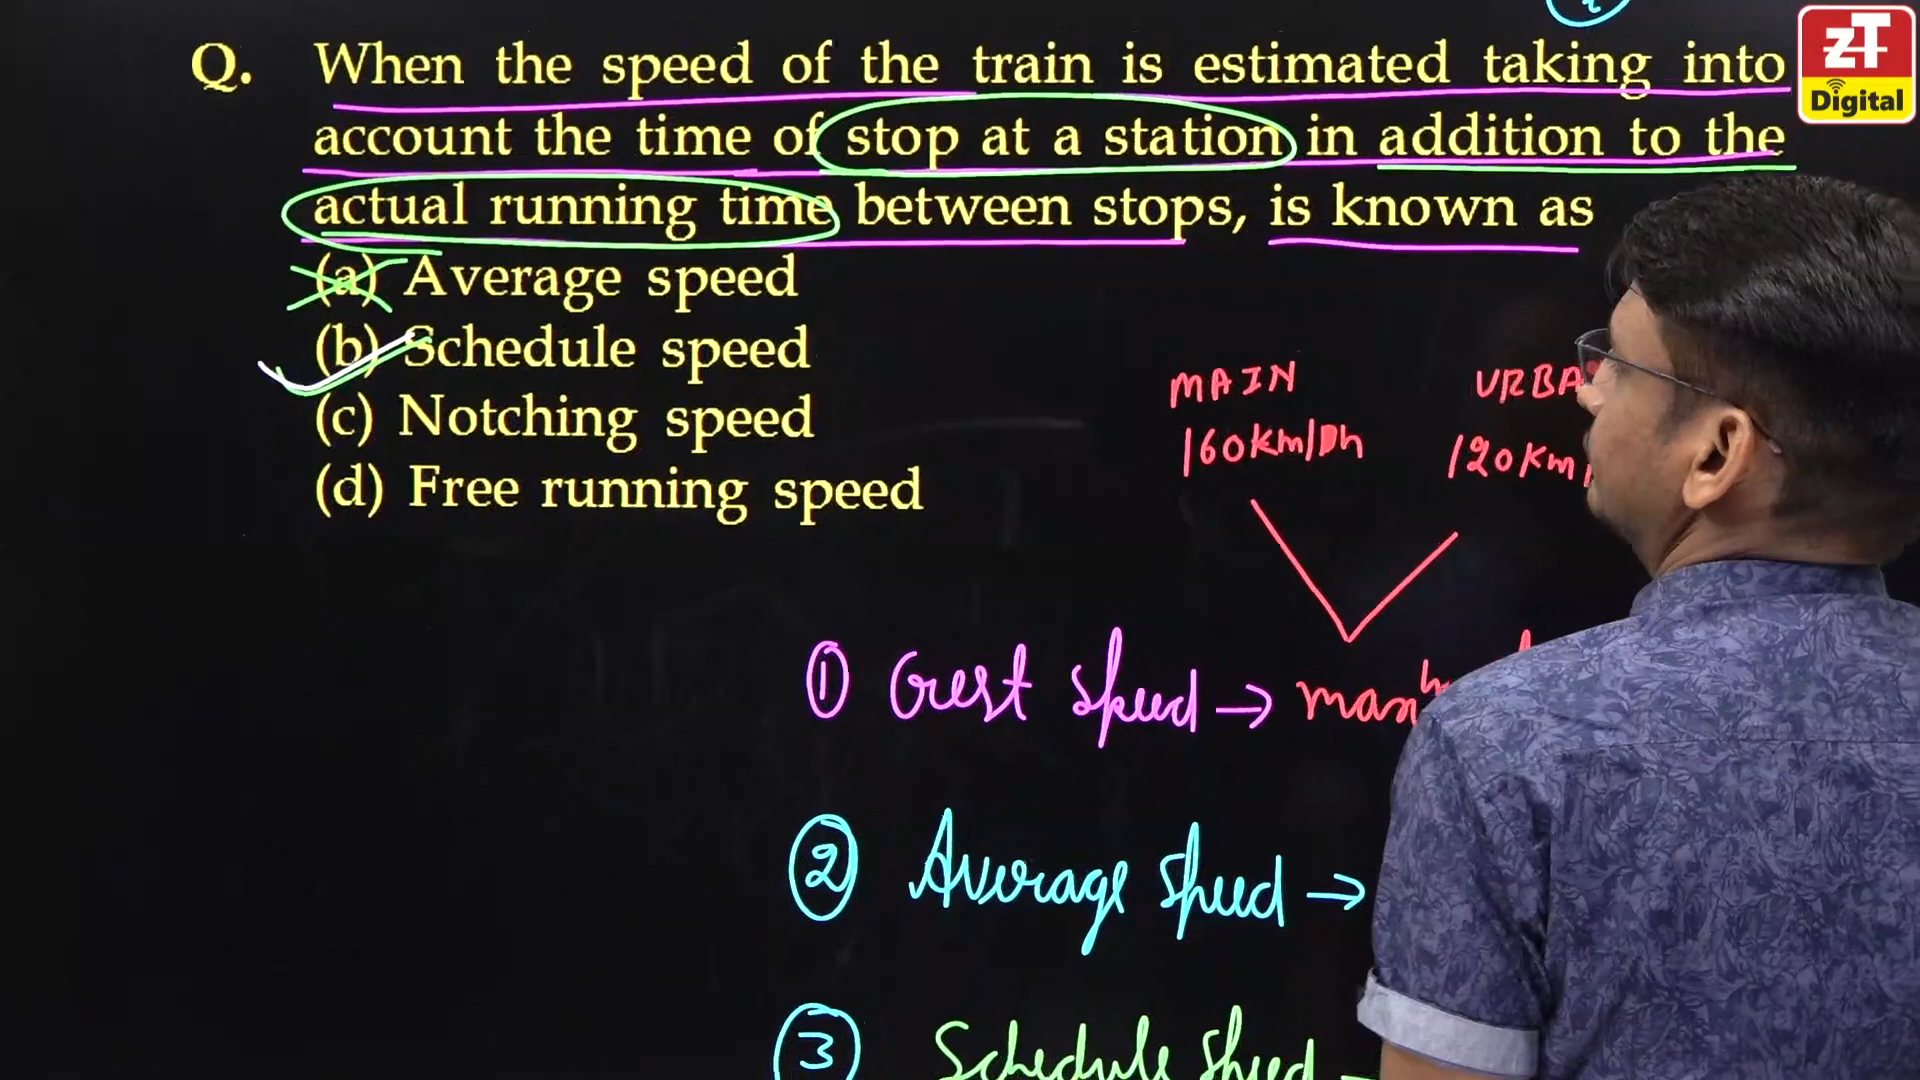 ZT
Digital
Q. When the speed of the train is estimated taking into
account the time of stop at a station in addition to the
actual running time between stops, is known as
(a) Average speed
(b) Schedule speed
(c) Notching speed
(d) Free running speed
MAIN
160km/h
URBA
120km/
① Crest speed →
② Average speed →
③ Schedule speed